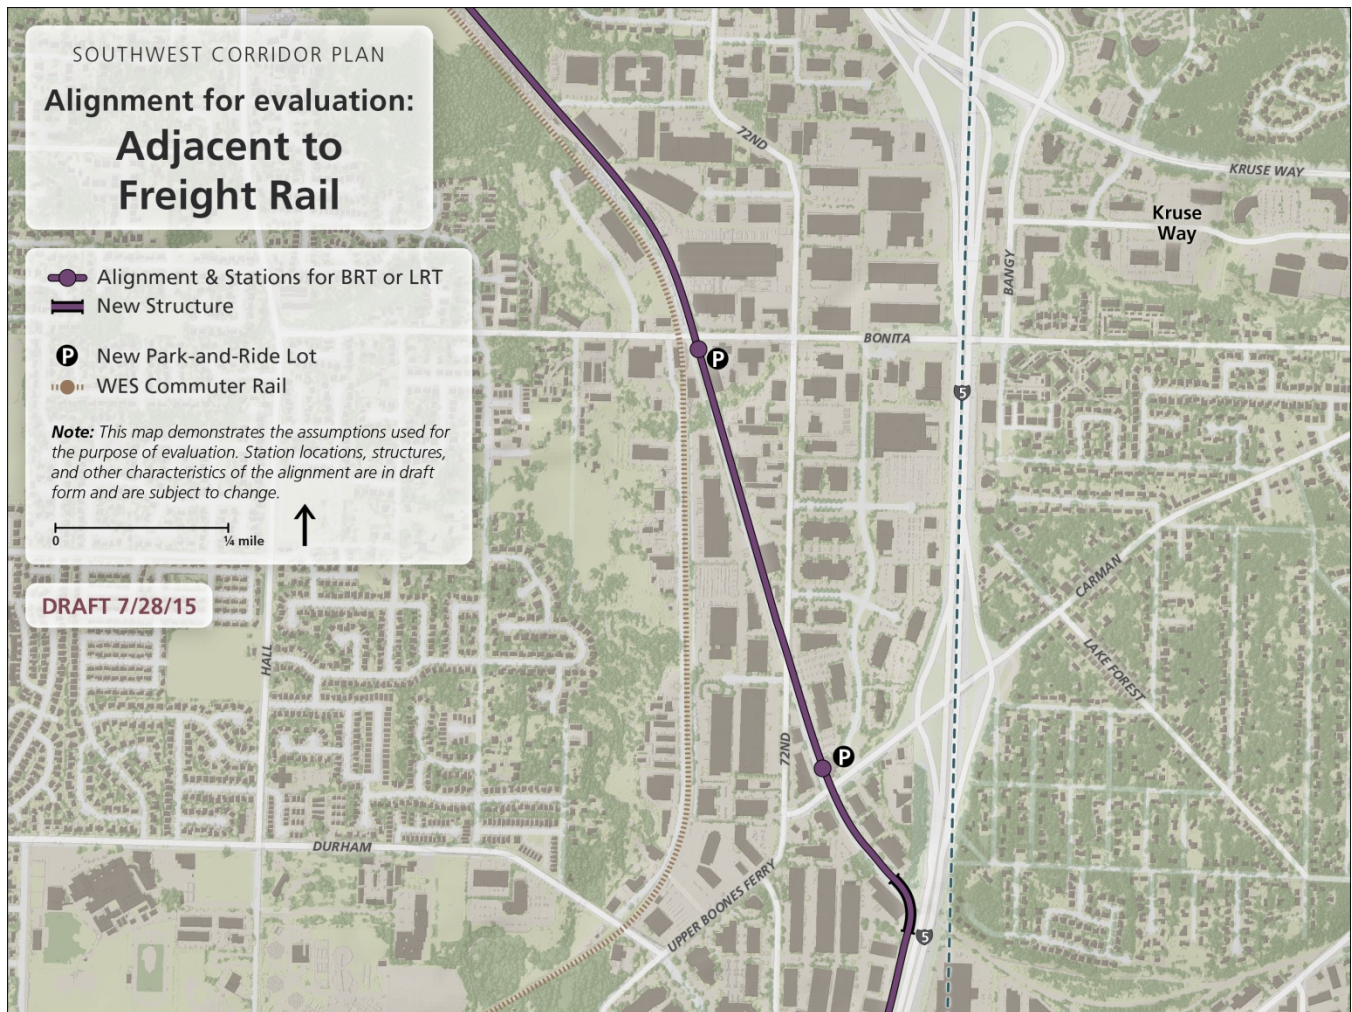 SOUTHWEST CORRIDOR PLAN
Alignment for evaluation:
Adjacent to
Freight Rail
Alignment & Stations for BRT or LRT
New Structure
P New Park-and-Ride Lot
WES Commuter Rail
Note: This map demonstrates the assumptions used for
the purpose of evaluation. Station locations, structures,
and other characteristics of the alignment are in draft
form and are subject to change.
0 ¼ mile
DRAFT 7/28/15
72ND
KRUSE WAY
Kruse
Way
BANGY
BONITA
P
5
CARMAN
LAKE FOREST
HALL
72ND
P
DURHAM
UPPER BOONES FERRY
5